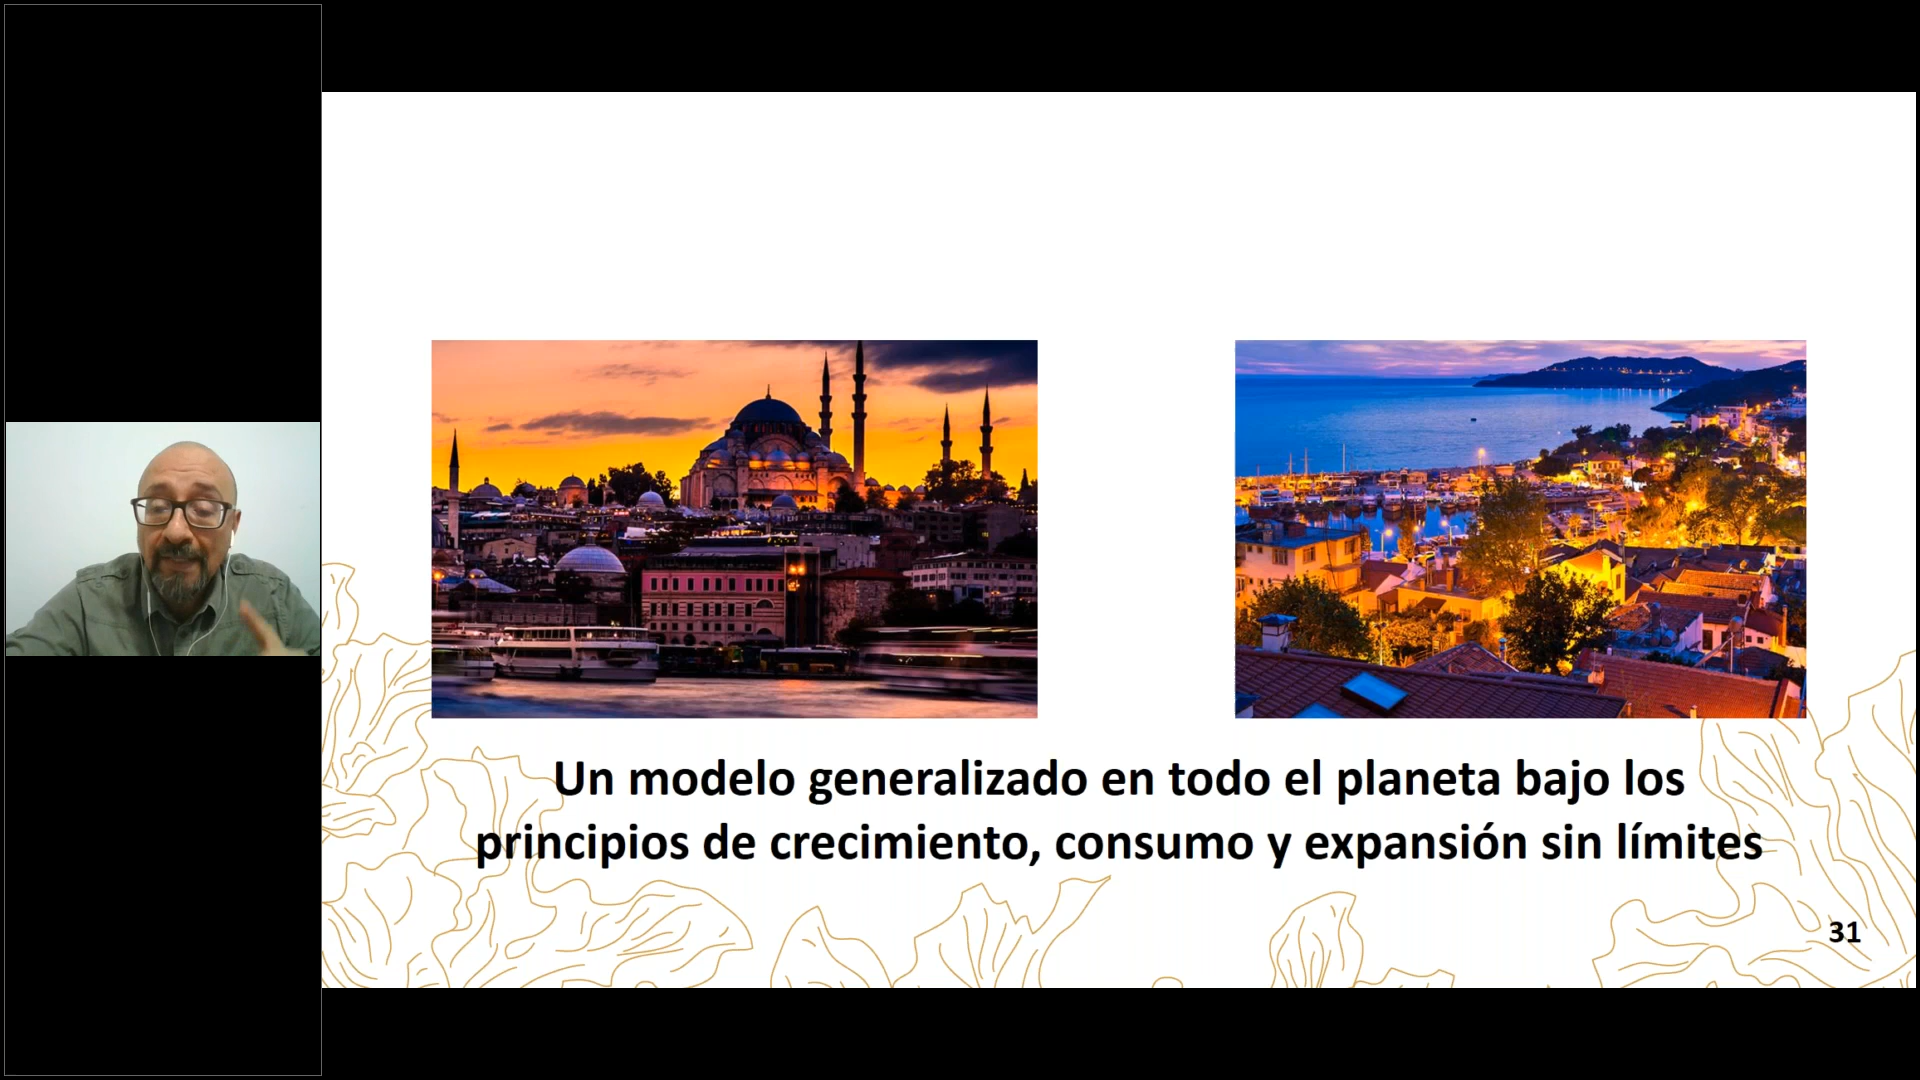 Un modelo generalizado en todo el planeta bajo los
principios de crecimiento, consumo y expansión sin límites
31